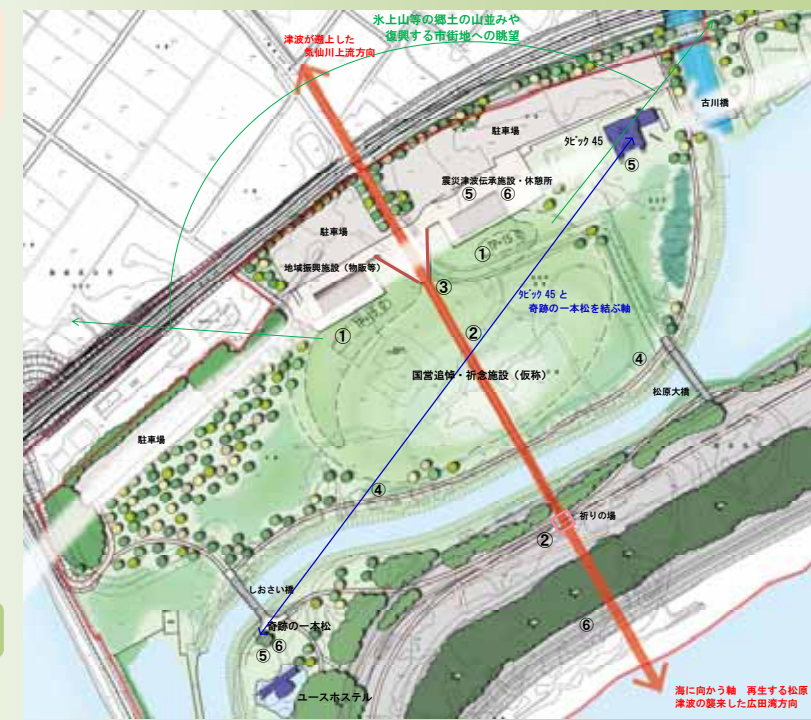 氷上山等の郷土の山並みや
復興する市街地への眺望
津波が遡上した
気仙川上流方向
古川橋
駐車場
ﾀﾋﾟｯｸ 45
⑤
震災津波伝承施設・休憩所
⑤ ⑥
駐車場
①
地域振興施設（物販等）
③
ﾀﾋﾟｯｸ 45 と
奇跡の一本松を結ぶ軸
①
②
④
国営追悼・祈念施設（仮称）
松原大橋
駐車場
④
祈りの場
②
しおさい橋
奇跡の一本松
⑤ ⑥
⑥
ユースホステル
海に向かう軸 再生する松原
津波の襲来した広田湾方向